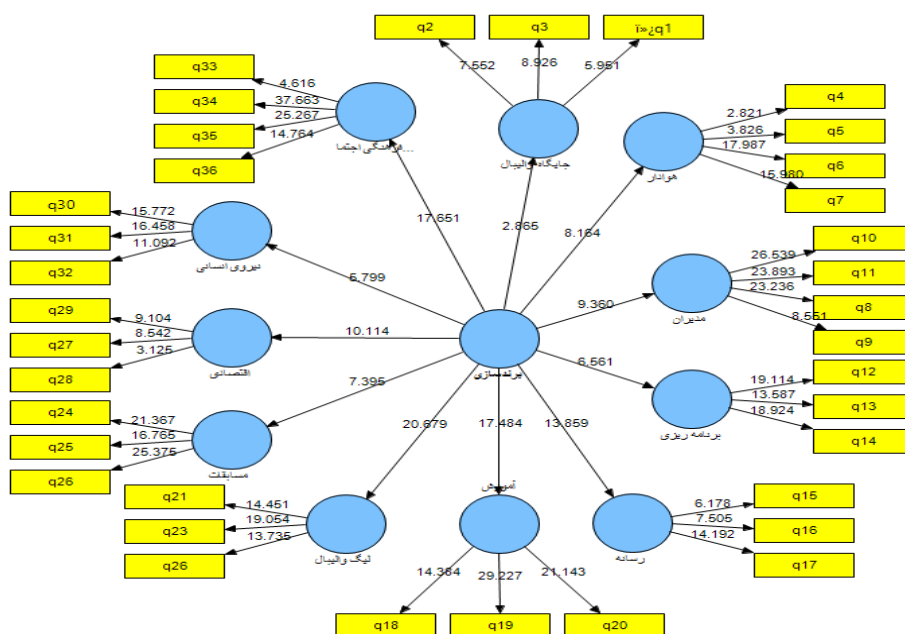 q2
q3
ï»¿q1
7.552
8.926
5.951
جایگاه والیبال
q33
q34
q35
q36
4.616
37.663
25.267
14.764
فرهنگی اجتما...
q4
q5
q6
q7
2.821
3.826
17.987
15.980
هوادار
q30
q31
q32
15.772
16.458
11.092
نیروی انسانی
17.651
2.865
8.164
5.799
q10
q11
q8
q9
26.539
23.893
23.236
8.551
مدیران
9.360
q29
q27
q28
9.104
8.542
3.125
اقتصادی
10.114
برندسازی
6.561
q12
q13
q14
19.114
13.587
18.924
برنامه ریزی
7.395
q24
q25
q26
21.367
16.765
25.375
مسابقات
20.679
17.484
13.859
q21
q23
q26
14.451
19.054
13.735
لیگ والیبال
آموزش
q15
q16
q17
6.178
7.505
14.192
رسانه
14.384
29.227
21.143
q18
q19
q20